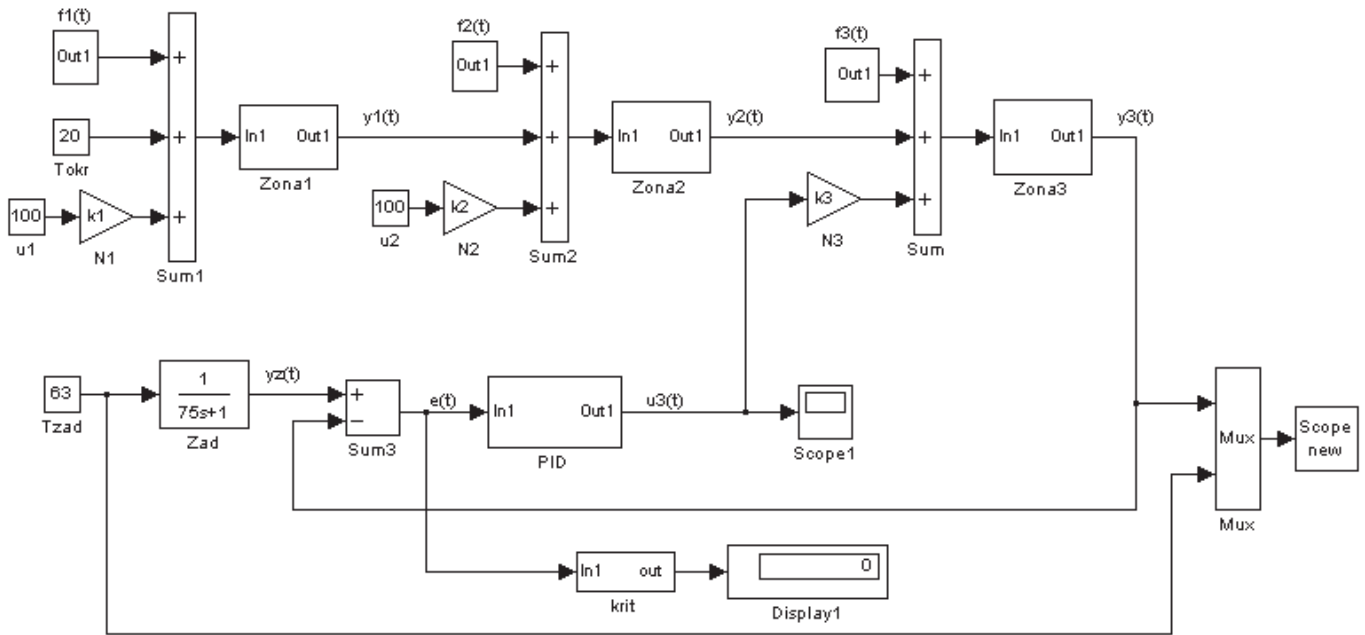 f1(t)
Out1
+
20
+
Tokr
100
k1
+
u1
N1
Sum1
In1
Out1
Zona1
y1(t)
f2(t)
Out1
+
+
100
k2
+
u2
N2
Sum2
In1
Out1
Zona2
y2(t)
f3(t)
Out1
+
+
k3
+
N3
Sum
In1
Out1
Zona3
y3(t)
63
Tzad
1
75s+1
Zad
yz(t)
+
−
Sum3
e(t)
In1
Out1
PID
u3(t)
Scope1
Mux
Mux
Scope
new
In1
out
krit
0
Display1